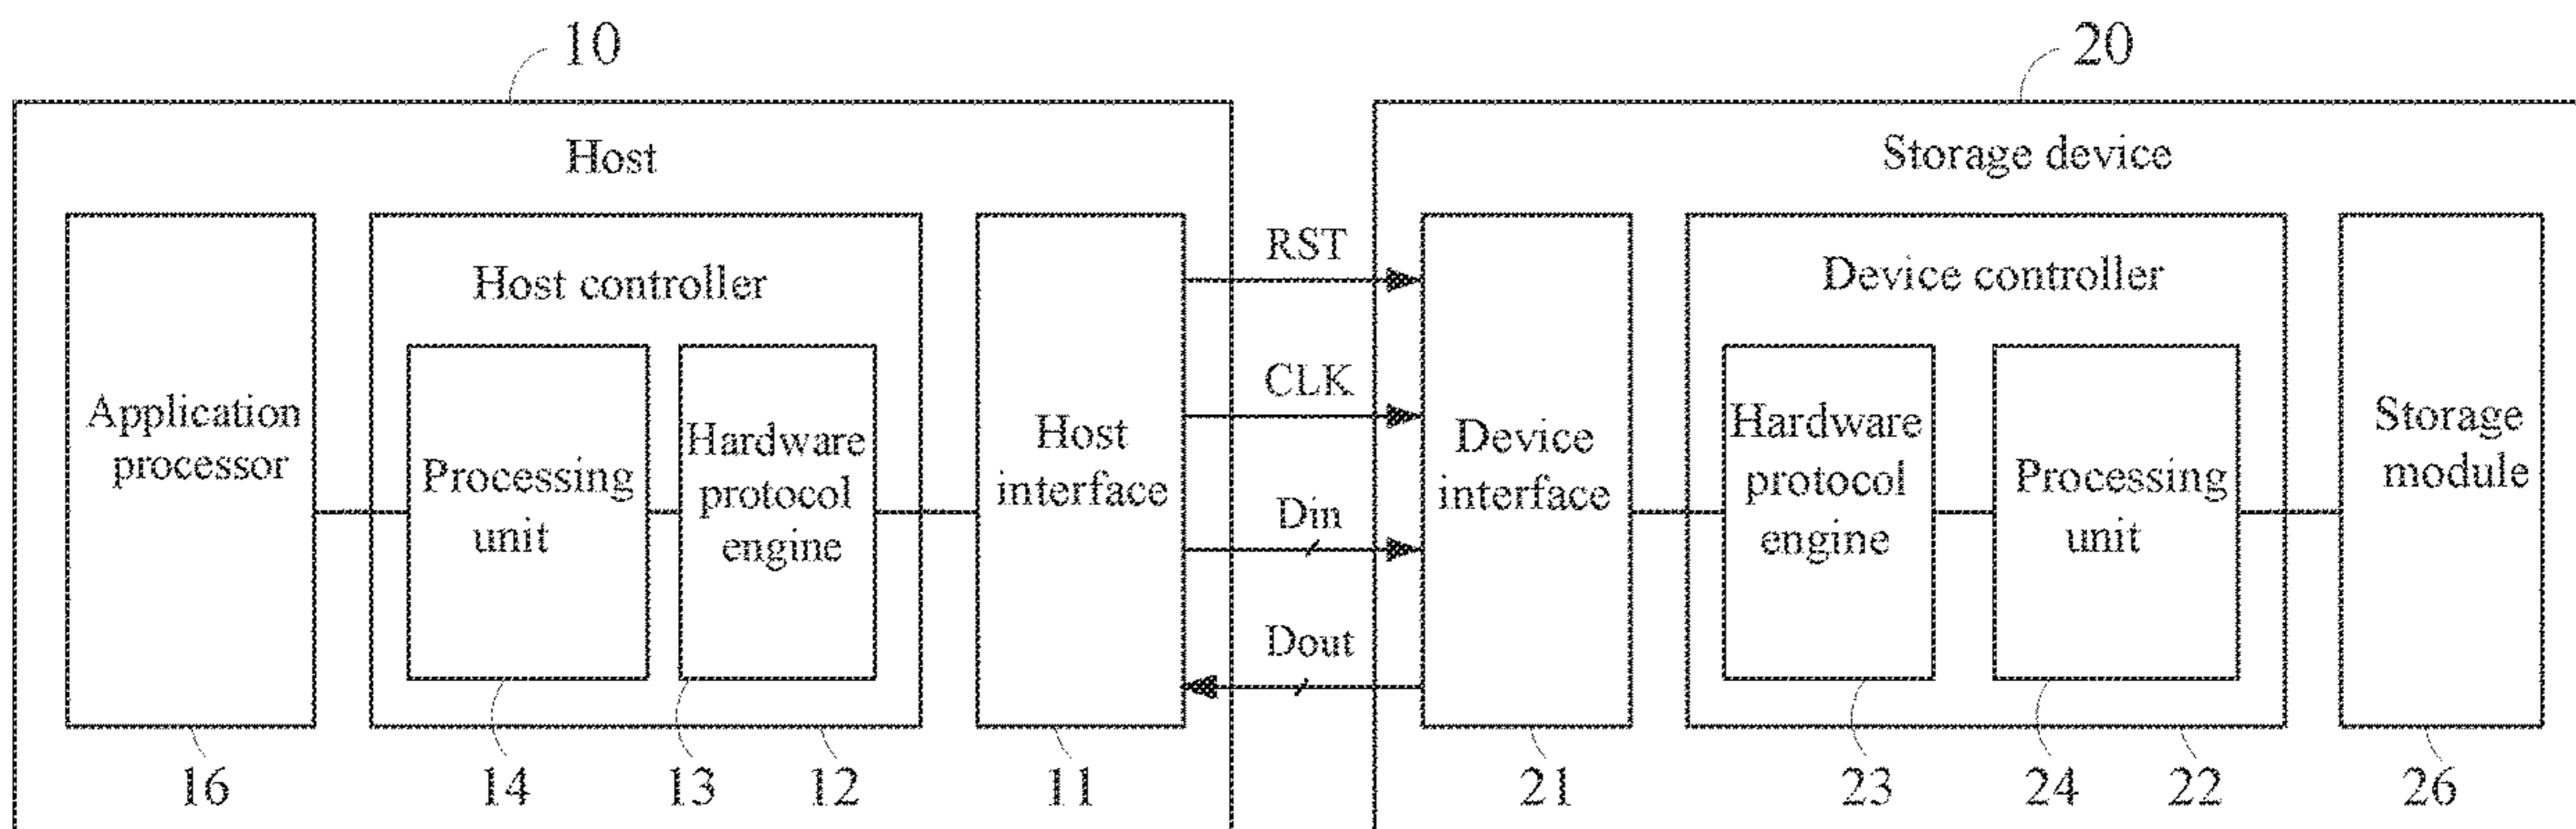 10
20
Host
Storage device
Application
processor
Host controller
Processing
unit
Hardware
protocol
engine
Host
interface
RST
CLK
Din
Dout
Device
interface
Device controller
Hardware
protocol
engine
Processing
unit
Storage
module
16
14
13
12
11
21
23
24
22
26